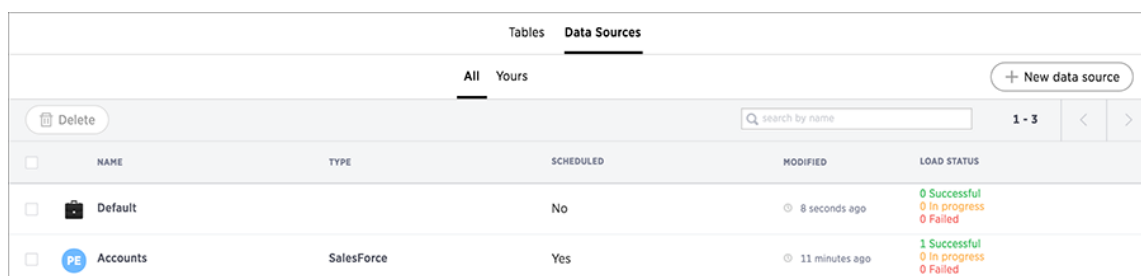 Tables Data Sources
All Yours + New data source
Delete search by name 1 - 3 < >
NAME TYPE SCHEDULED MODIFIED LOAD STATUS
Default No 8 seconds ago 0 Successful
0 In progress
0 Failed
PE Accounts SalesForce Yes 11 minutes ago 1 Successful
0 In progress
0 Failed